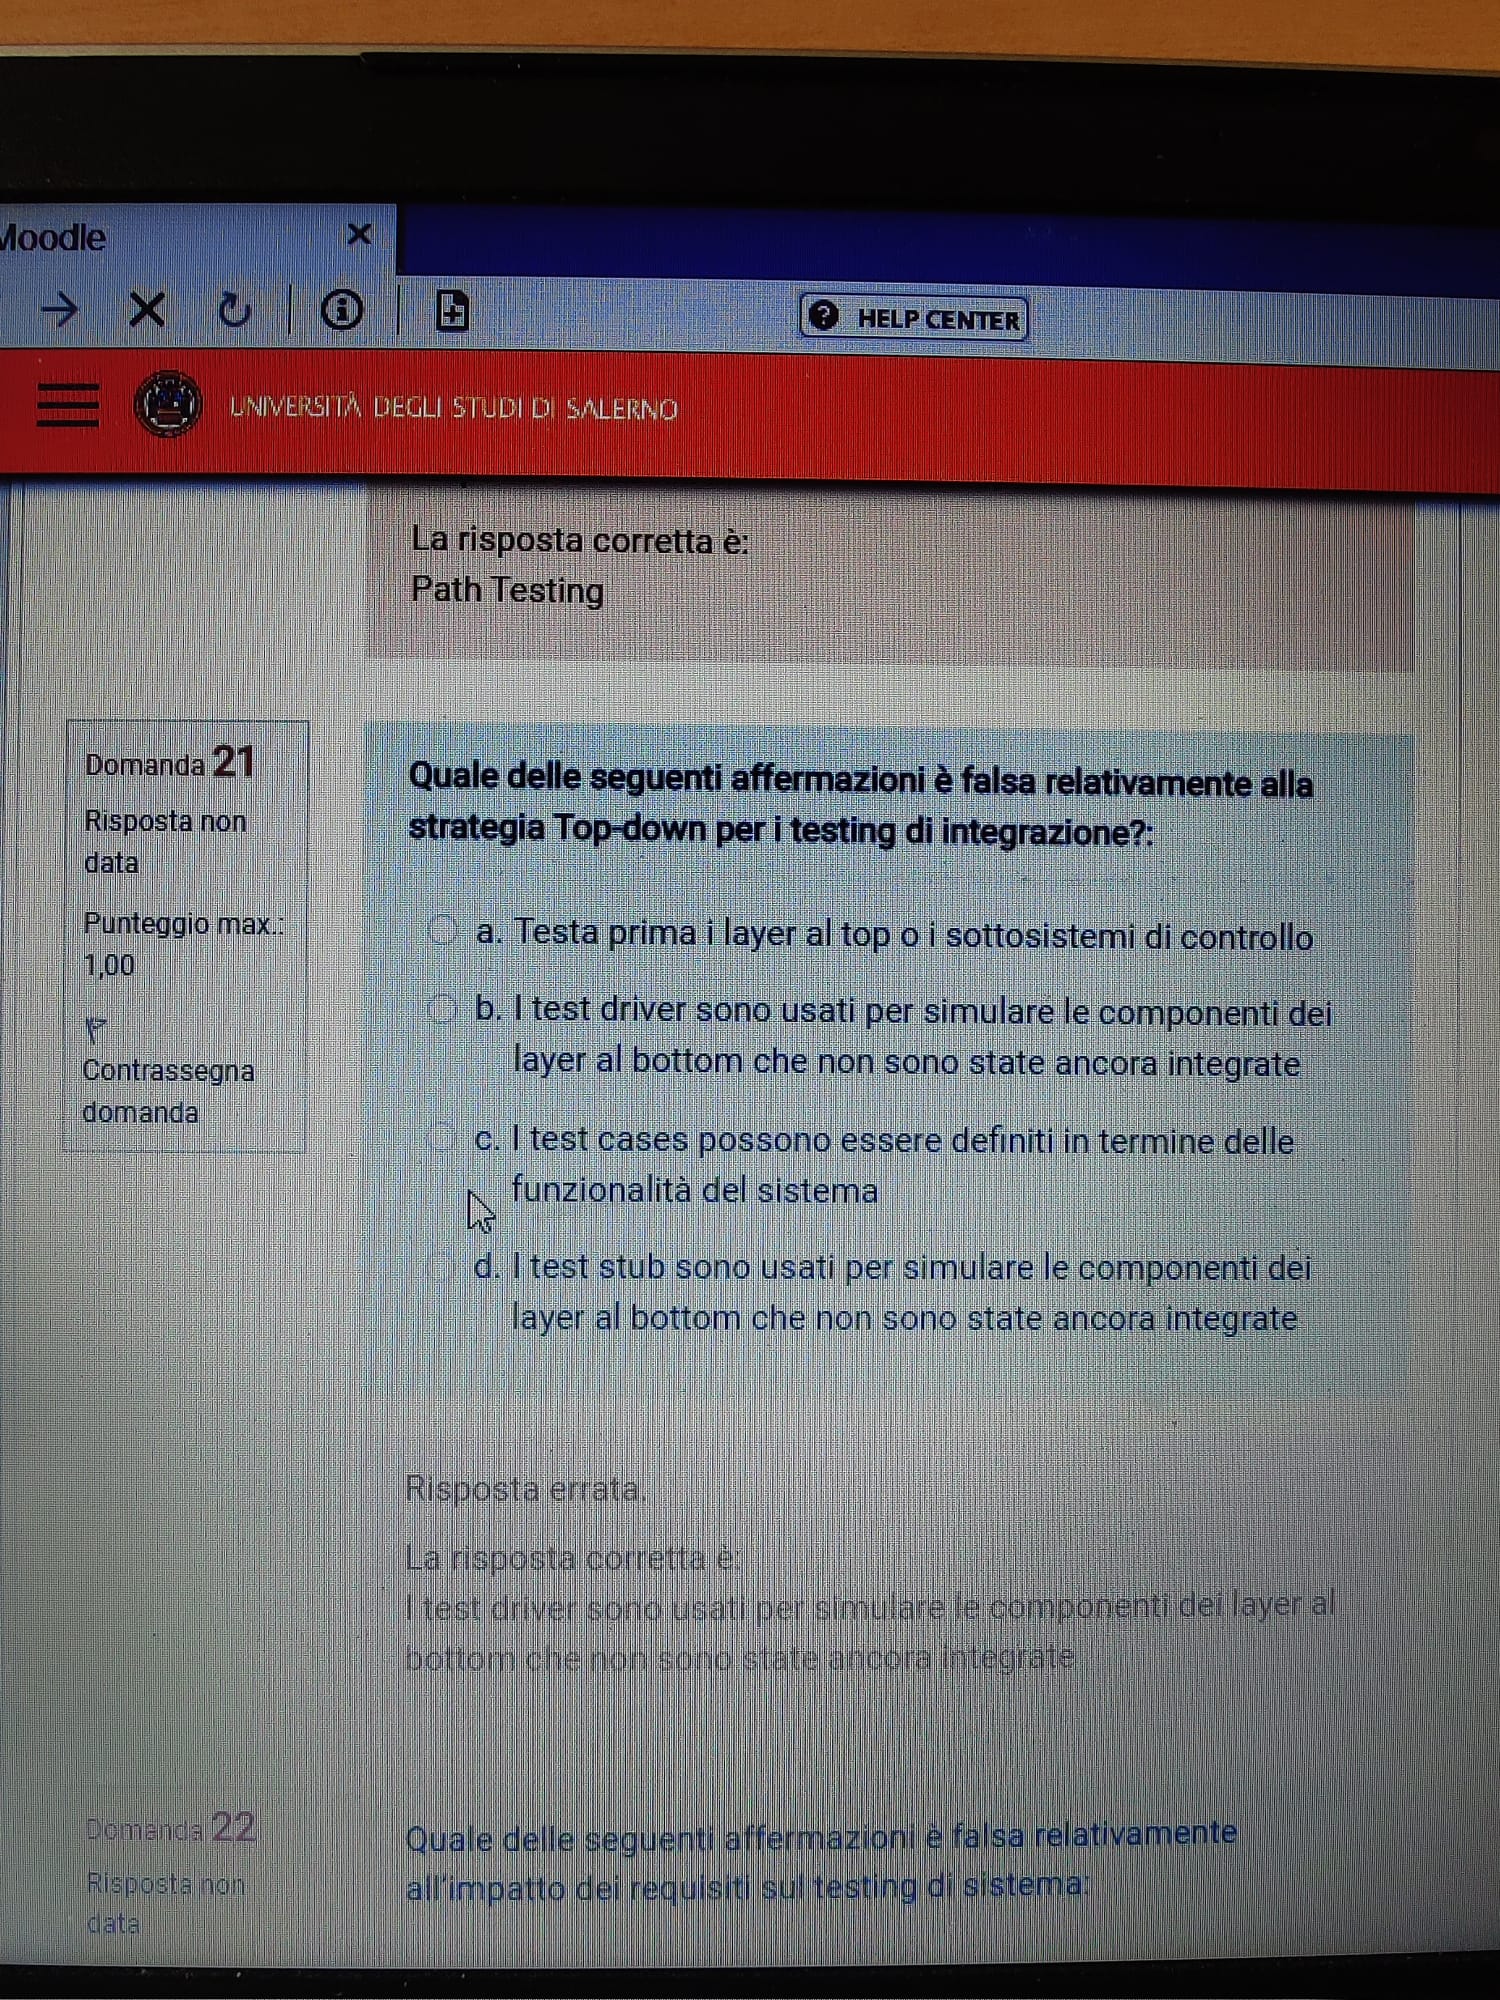 Moodle
HELP CENTER
UNIVERSITÀ DEGLI STUDI DI SALERNO
La risposta corretta è:
Path Testing
Domanda 21
Risposta non
data
Punteggio max.:
1,00
Contrassegna
domanda
Quale delle seguenti affermazioni è falsa relativamente alla
strategia Top-down per i testing di integrazione?:
a. Testa prima i layer al top o i sottosistemi di controllo
b. I test driver sono usati per simulare le componenti dei
layer al bottom che non sono state ancora integrate
c. I test cases possono essere definiti in termine delle
funzionalità del sistema
d. I test stub sono usati per simulare le componenti dei
layer al bottom che non sono state ancora integrate
Risposta errata.
La risposta corretta è:
I test driver sono usati per simulare le componenti dei layer al
bottom che non sono state ancora integrate
Domanda 22
Risposta non
data
Quale delle seguenti affermazioni è falsa relativamente
all'impatto dei requisiti sul testing di sistema: